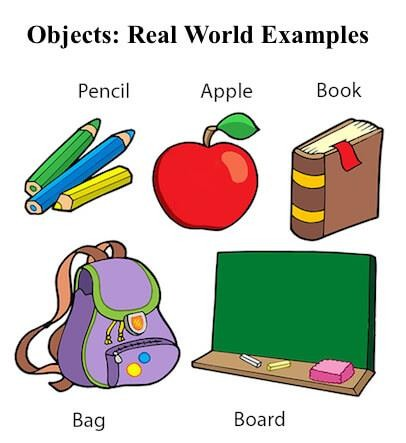 Objects: Real World Examples
Pencil Apple Book
Bag Board